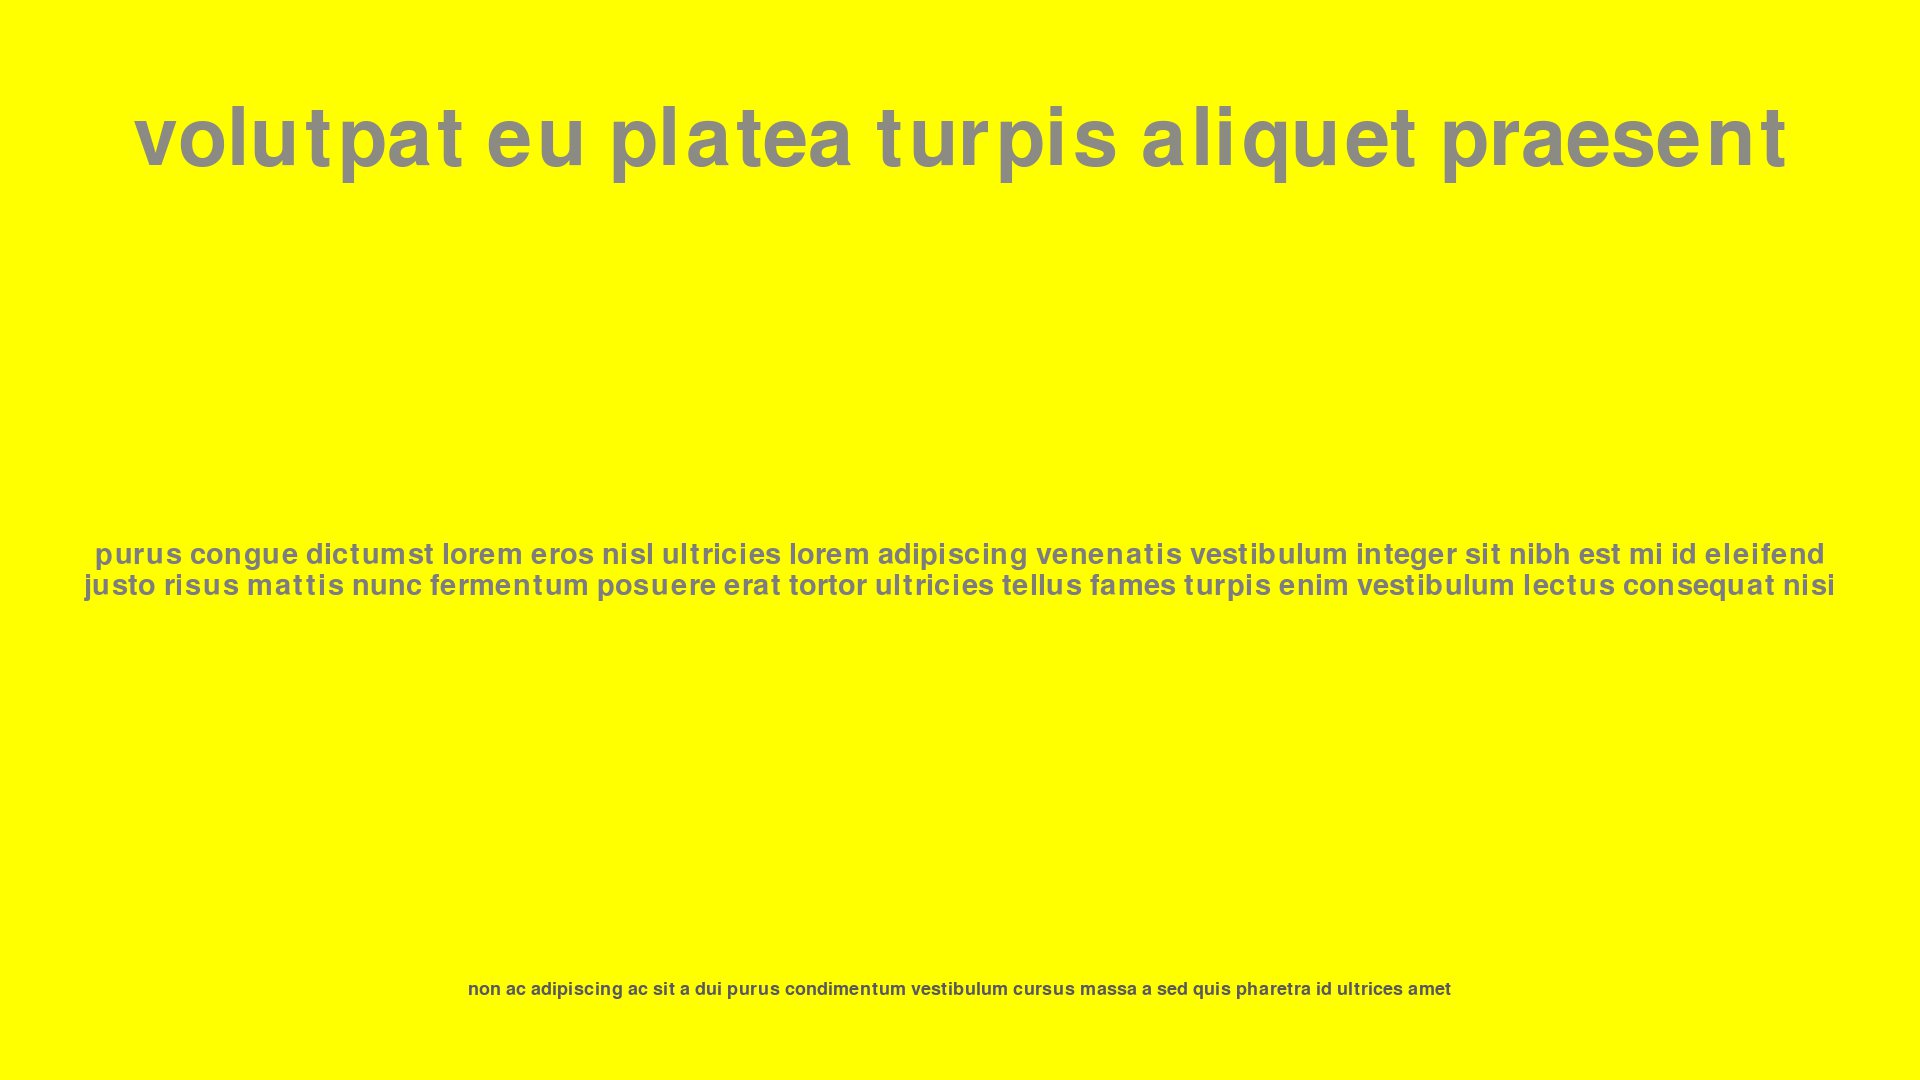 volutpat eu platea turpis aliquet praesent
purus congue dictumst lorem eros nisl ultricies lorem adipiscing venenatis vestibulum integer sit nibh est mi id eleifend
justo risus mattis nunc fermentum posuere erat tortor ultricies tellus fames turpis enim vestibulum lectus consequat nisi
non ac adipiscing ac sit a dui purus condimentum vestibulum cursus massa a sed quis pharetra id ultrices amet